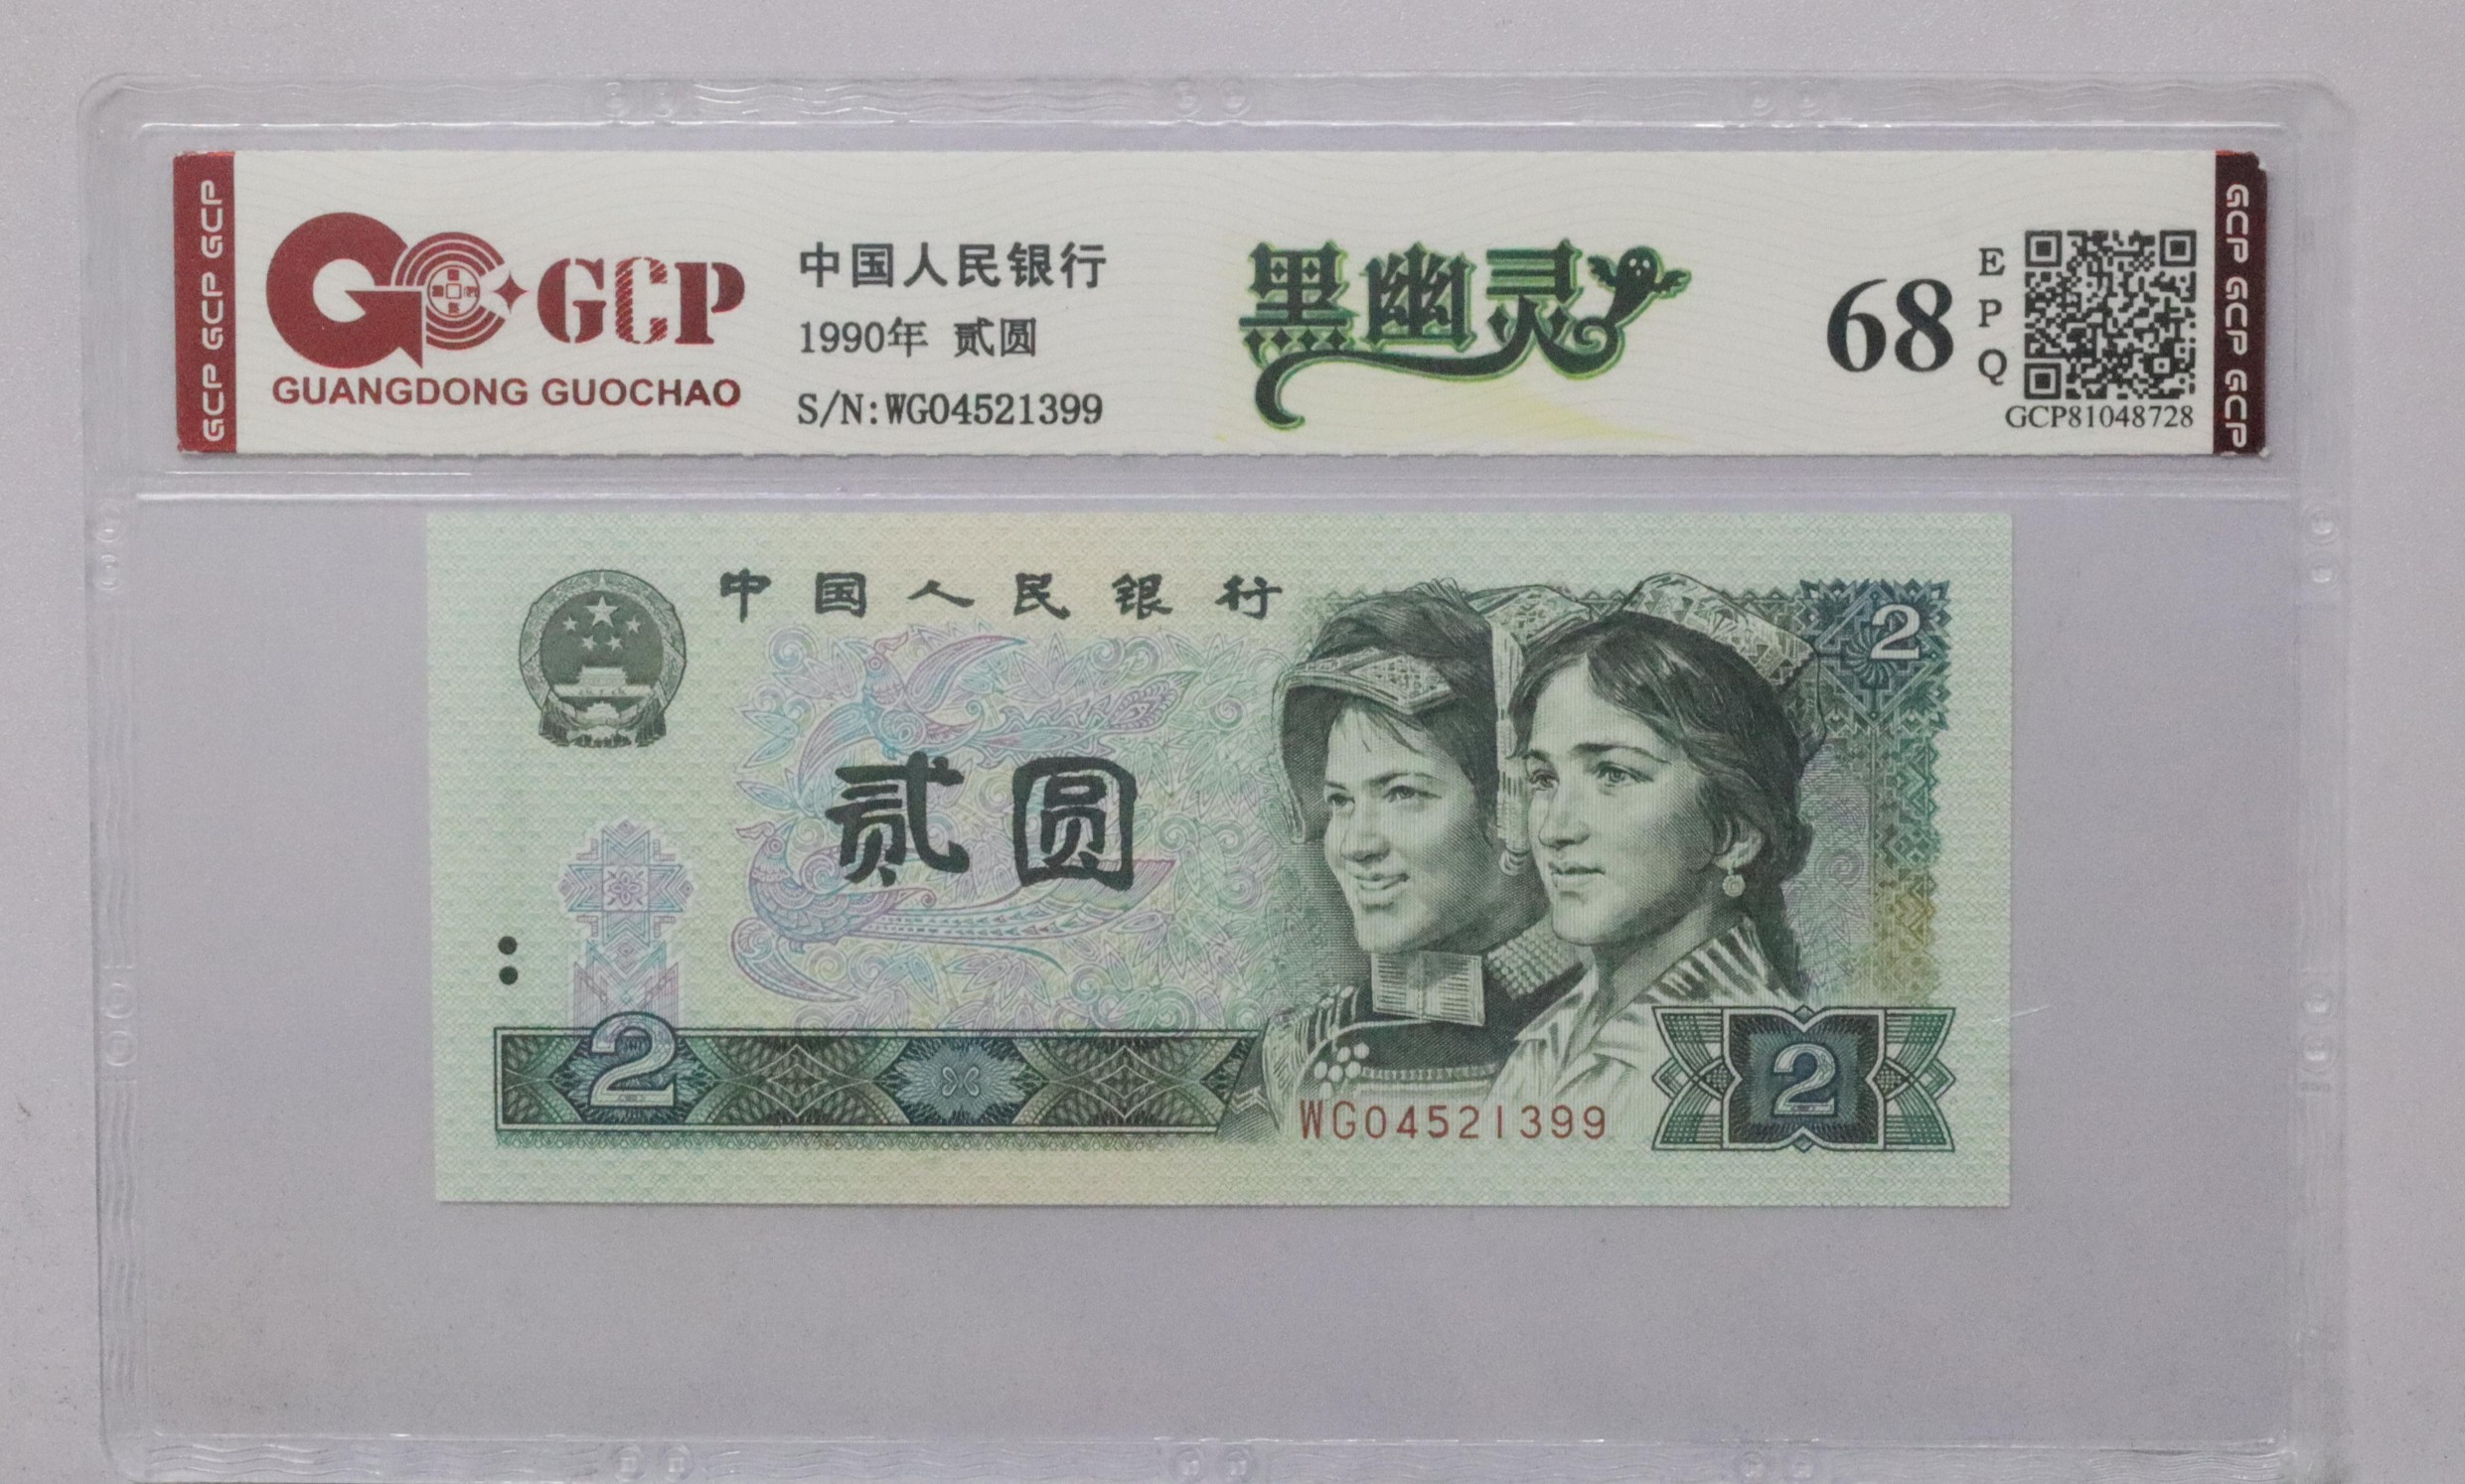 GCP GCP GCP
GCP
GUANGDONG GUOCHAO
中国人民银行
1990年 贰圆
S/N:WG04521399
黑幽灵
68
E
P
Q
GCP81048728
GCP GCP GCP
中国人民银行
2
贰圆
2
WG04521399
2